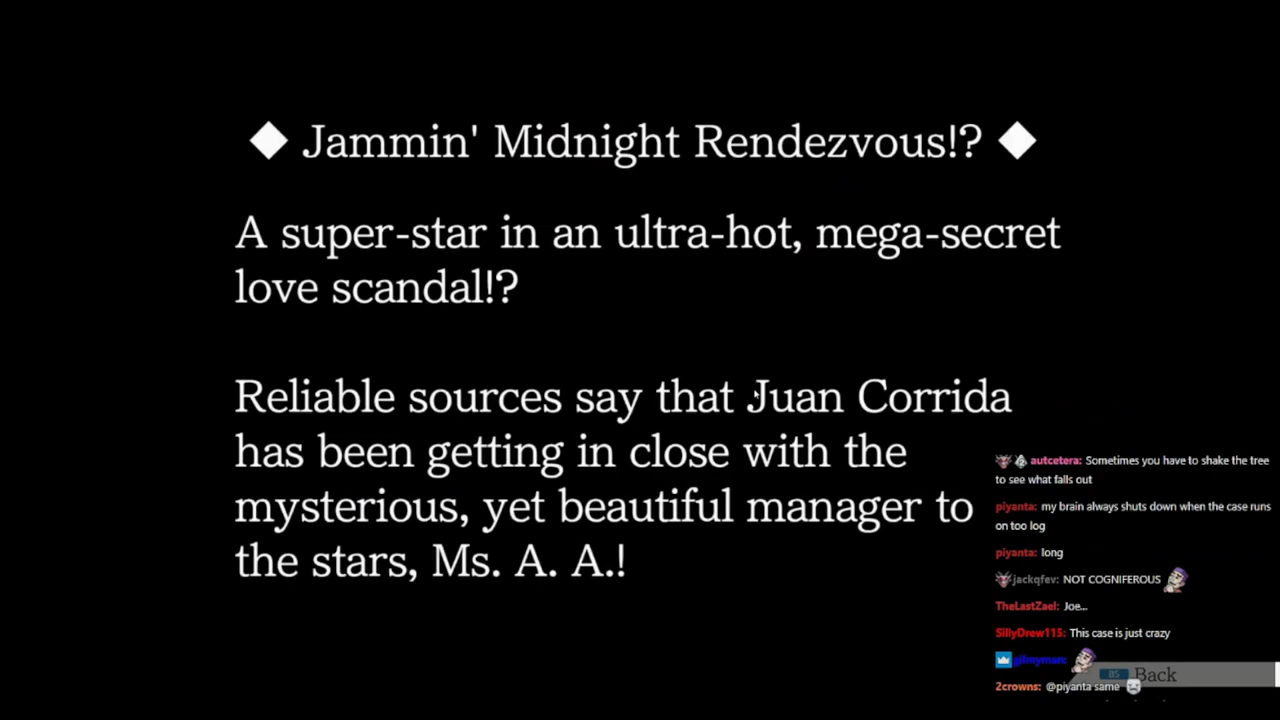 ◆ Jammin' Midnight Rendezvous!? ◆
A super-star in an ultra-hot, mega-secret
love scandal!?
Reliable sources say that Juan Corrida
has been getting in close with the
mysterious, yet beautiful manager to
the stars, Ms. A. A.!
autcetera: Sometimes you have to shake the tree
to see what falls out
piyanta: my brain always shuts down when the case runs
on too log
piyanta: long
jackqfev: NOT COGNIFEROUS
TheLastZael: Joe...
SillyDrew115: This case is just crazy
2crowns: @piyanta same
BS Back